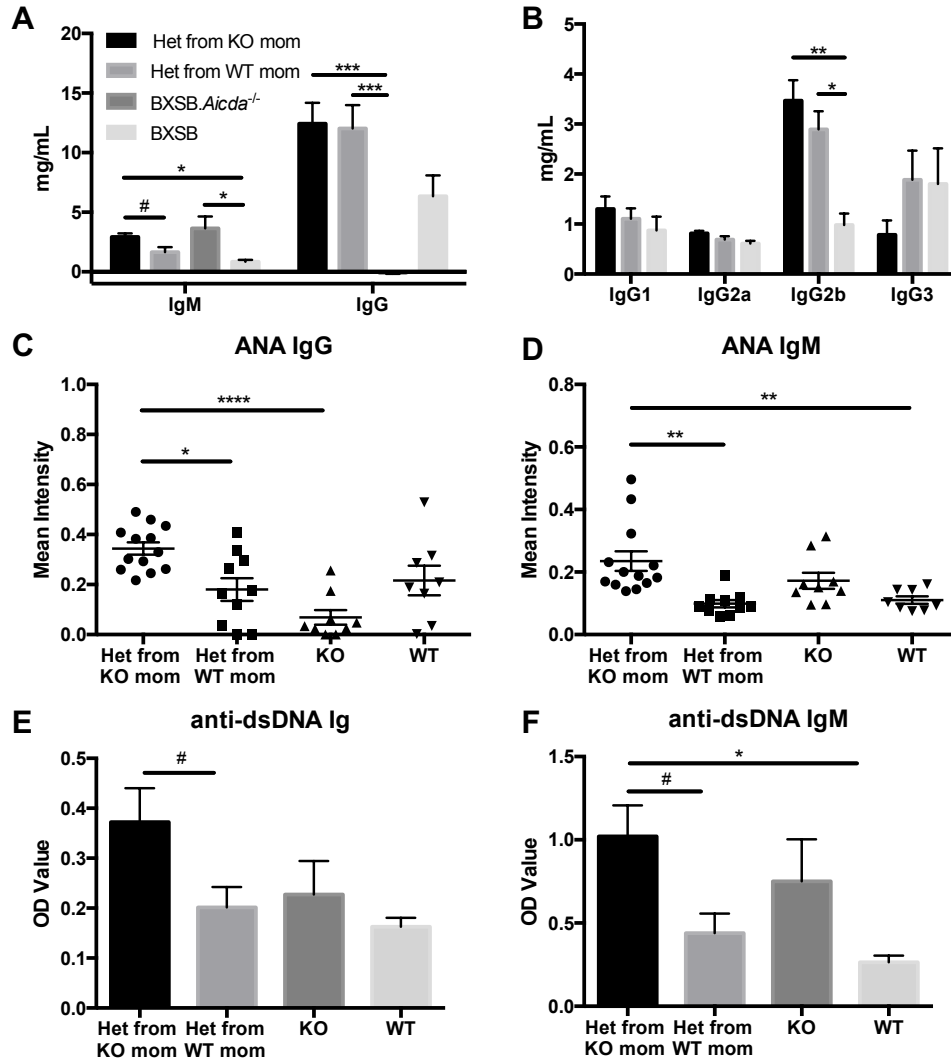 A
20
15
10
5
0
mg/mL
Het from KO mom
Het from WT mom
BXSB.Aicda-/-
BXSB
*
#
*
***
***
IgM
IgG
B
5
4
3
2
1
0
mg/mL
**
*
IgG1
IgG2a
IgG2b
IgG3
C
ANA IgG
1.0
0.8
0.6
0.4
0.2
0.0
Mean Intensity
****
*
Het from
KO mom
Het from
WT mom
KO
WT
D
ANA IgM
0.8
0.6
0.4
0.2
0.0
Mean Intensity
**
**
Het from
KO mom
Het from
WT mom
KO
WT
E
anti-dsDNA Ig
0.5
0.4
0.3
0.2
0.1
0.0
OD Value
#
Het from
KO mom
Het from
WT mom
KO
WT
F
anti-dsDNA IgM
1.5
1.0
0.5
0.0
OD Value
*
#
Het from
KO mom
Het from
WT mom
KO
WT